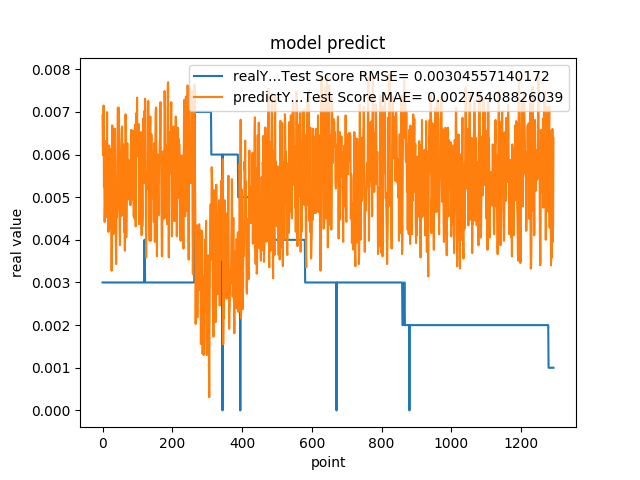 model predict
realY...Test Score RMSE= 0.00304557140172
predictY...Test Score MAE= 0.00275408826039
0.008
0.007
0.006
0.005
0.004
0.003
0.002
0.001
0.000
real value
0 200 400 600 800 1000 1200
point